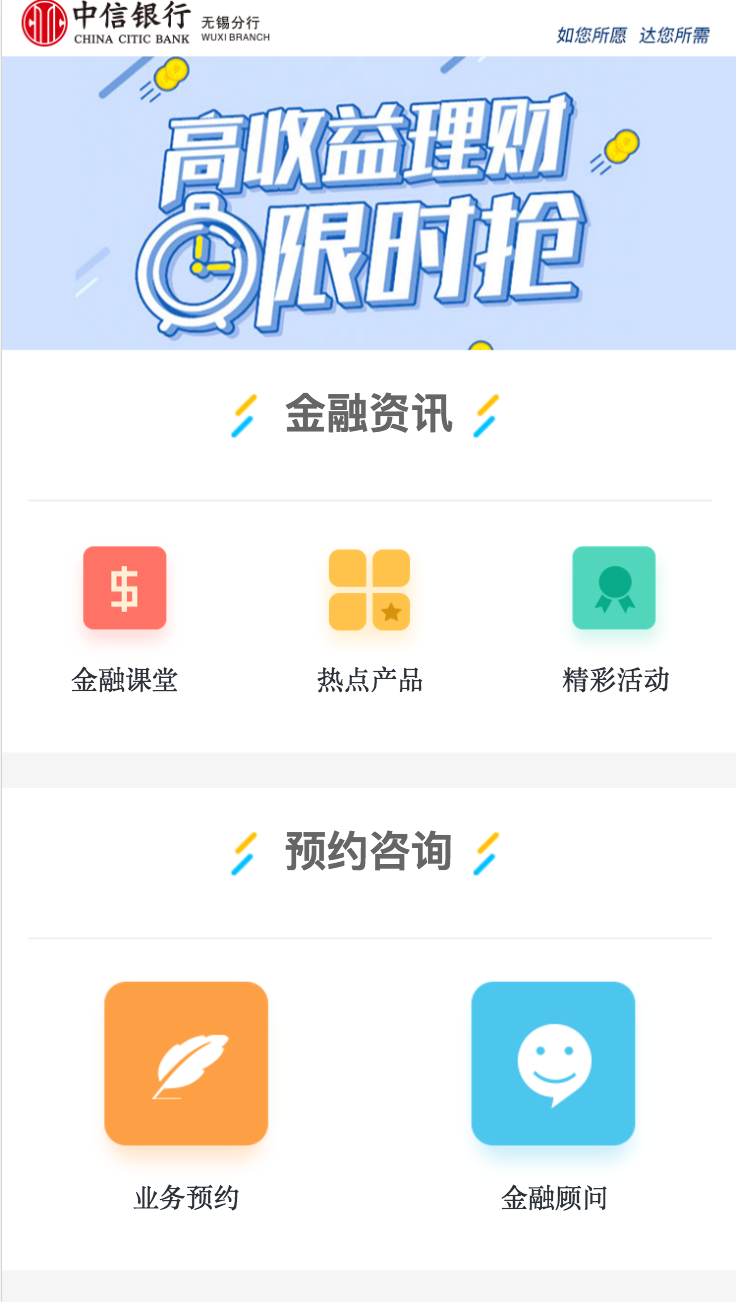 中信银行 无锡分行
CHINA CITIC BANK WUXI BRANCH
如您所愿 达您所需
高收益理财
限时抢
金融资讯
金融课堂 热点产品 精彩活动
预约咨询
业务预约 金融顾问